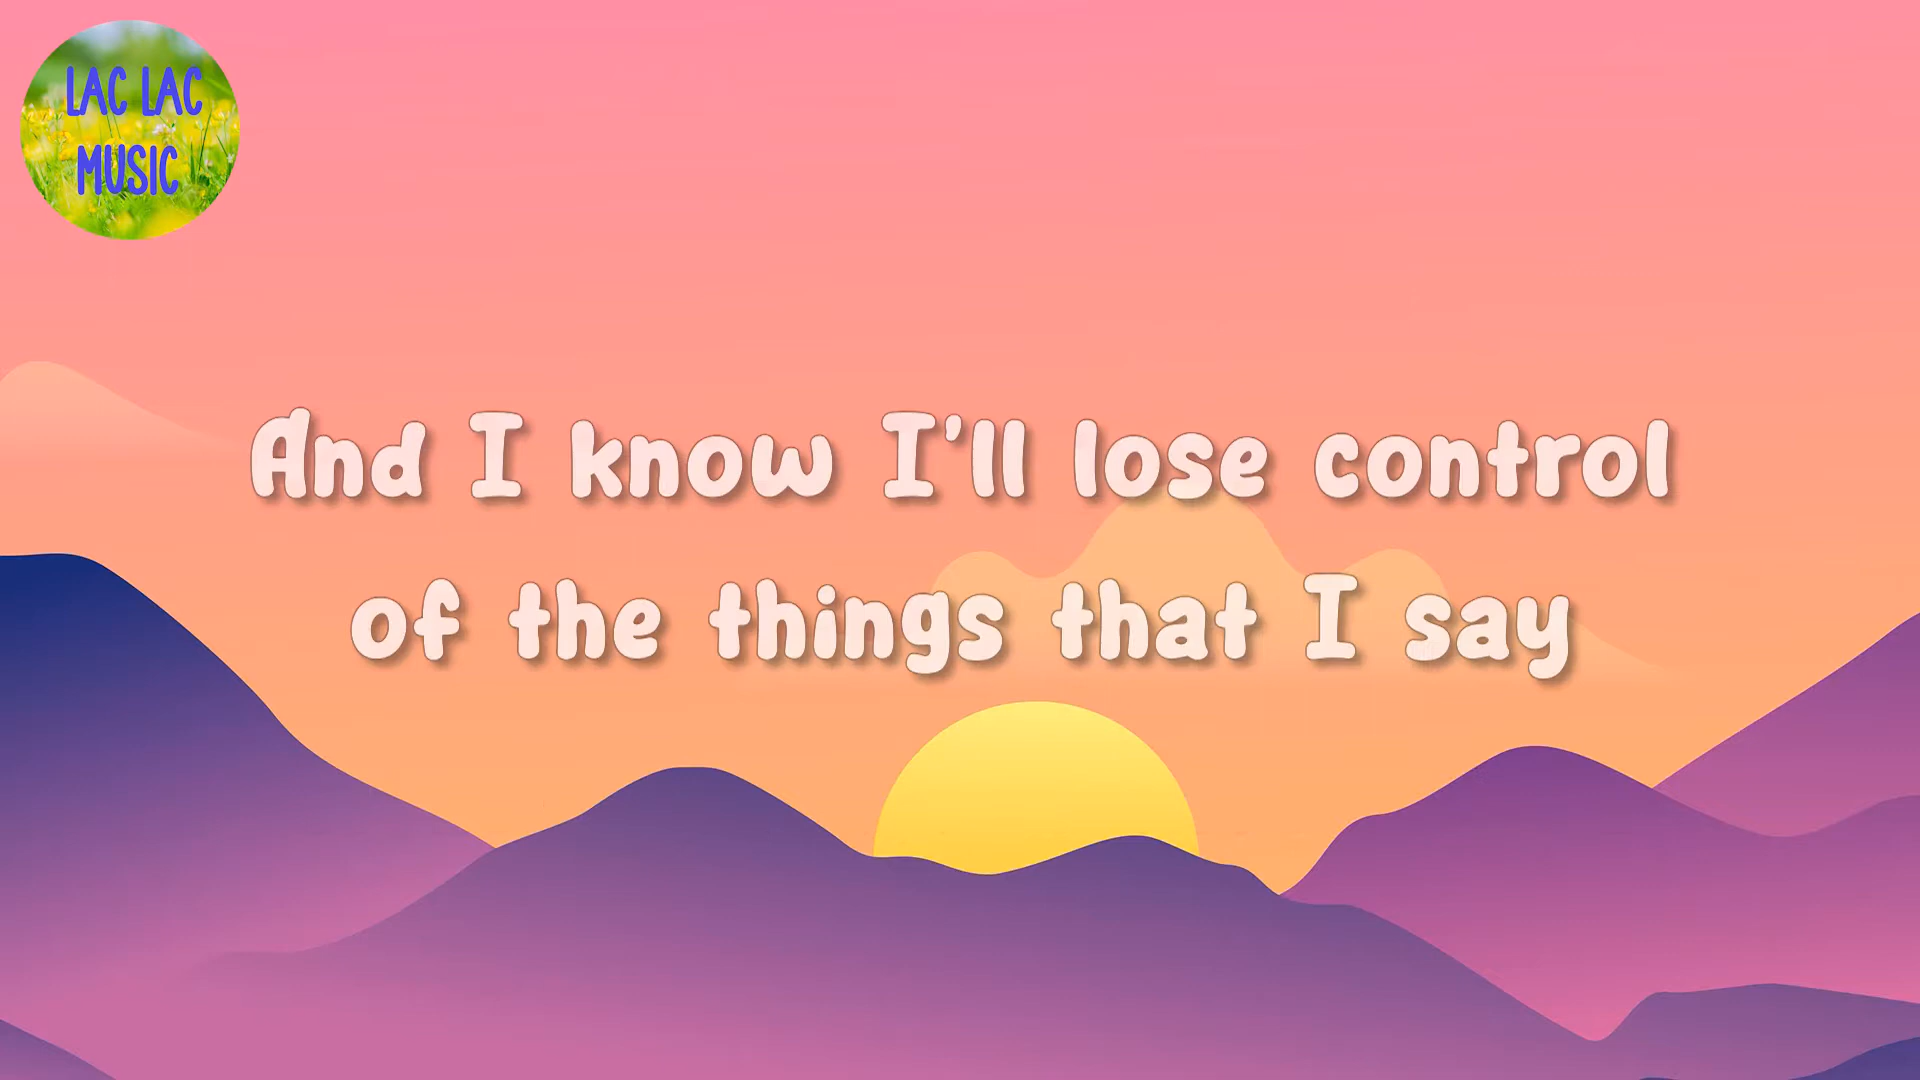 LAC LAC
MUSIC
And I know I'll lose control
of the things that I say